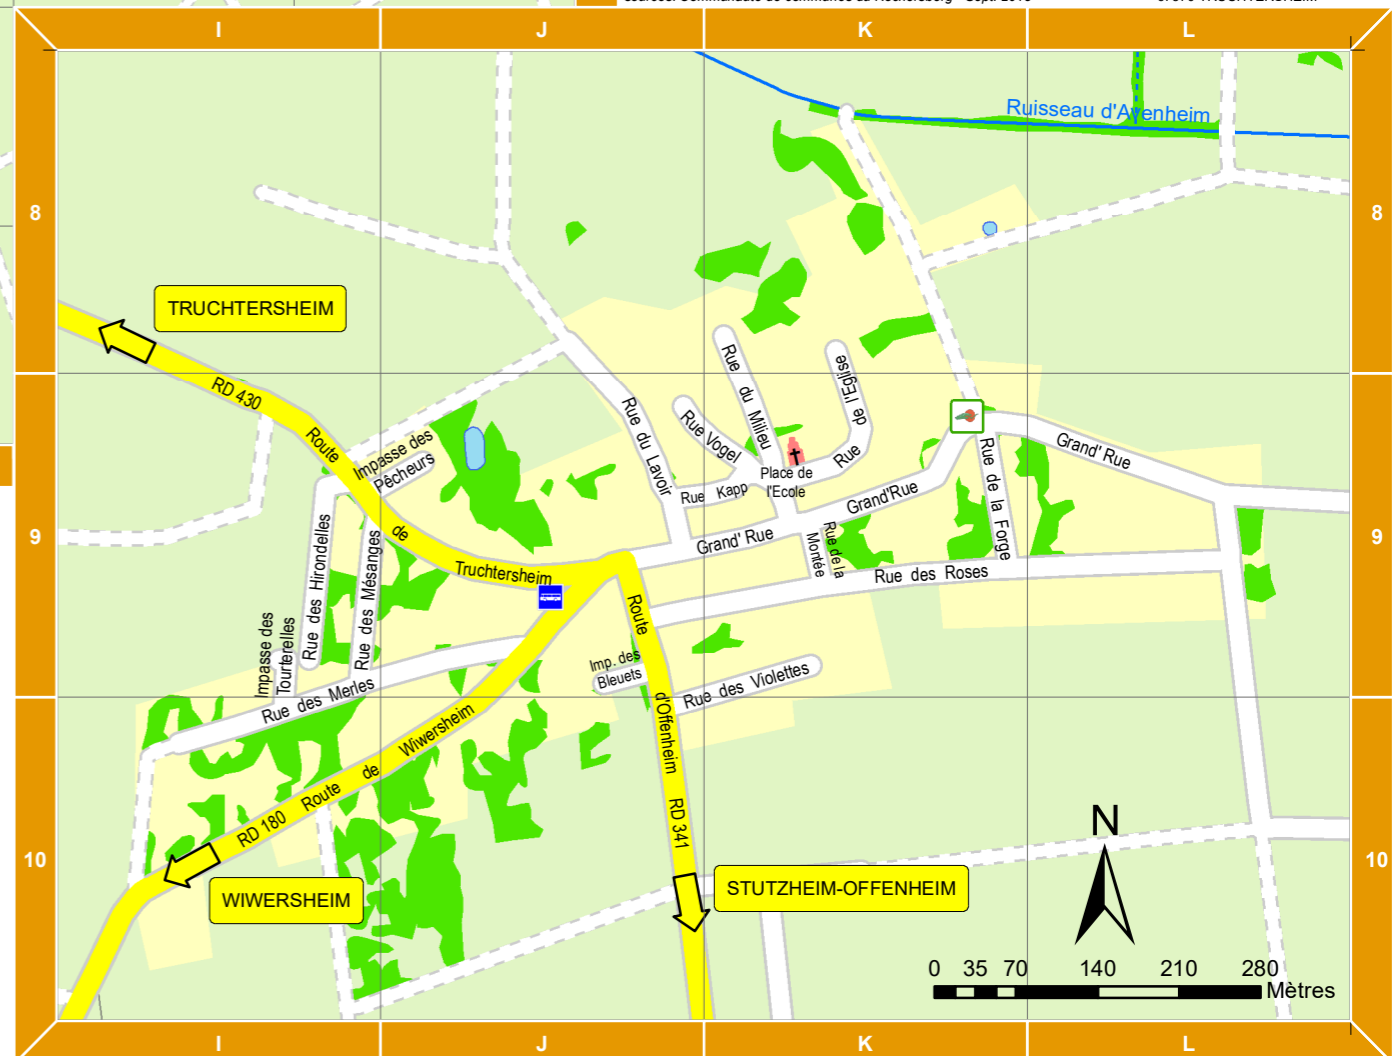 I J K L
Ruisseau d'Avenheim
8 8
TRUCHTERSHEIM
RD 430
Route
de
Truchtersheim
Impasse des
Pêcheurs
Rue du Lavoir
Rue Vogel
Rue du Milieu
Rue de l'Eglise
Place de
l'Ecole
Rue Kapp
Grand' Rue
Grand'Rue
Grand' Rue
Rue de la Forge
Rue de la
Montée
Rue des Roses
9 9
Rue des Hirondelles
Rue des Mésanges
Impasse des
Tourterelles
Rue des Merles
Imp. des
Bleuets
Rue des Violettes
Route
d'Offenheim
RD 341
RD 180 Route de Wiwersheim
10 10
WIWERSHEIM
STUTZHEIM-OFFENHEIM
N
0 35 70 140 210 280
Mètres
I J K L